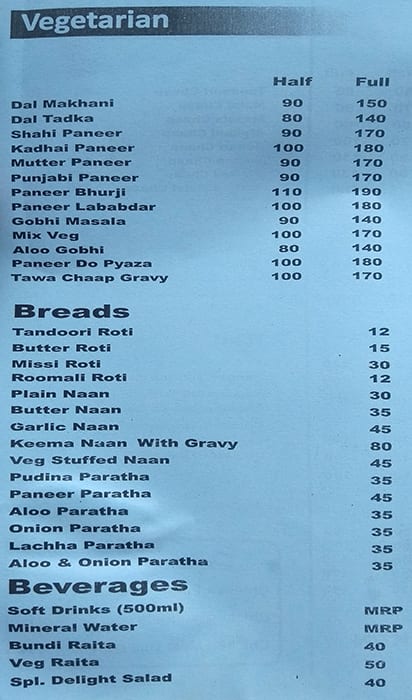 Vegetarian
Half Full
Dal Makhani 90 150
Dal Tadka 80 140
Shahi Paneer 90 170
Kadhai Paneer 100 180
Mutter Paneer 90 170
Punjabi Paneer 90 170
Paneer Bhurji 110 190
Paneer Lababdar 100 180
Gobhi Masala 90 140
Mix Veg 100 170
Aloo Gobhi 80 140
Paneer Do Pyaza 100 180
Tawa Chaap Gravy 100 170
Breads
Tandoori Roti 12
Butter Roti 15
Missi Roti 30
Roomali Roti 12
Plain Naan 30
Butter Naan 35
Garlic Naan 45
Keema Naan With Gravy 80
Veg Stuffed Naan 45
Pudina Paratha 35
Paneer Paratha 45
Aloo Paratha 35
Onion Paratha 35
Lachha Paratha 35
Aloo & Onion Paratha 35
Beverages
Soft Drinks (500ml) MRP
Mineral Water MRP
Bundi Raita 40
Veg Raita 50
Spl. Delight Salad 40